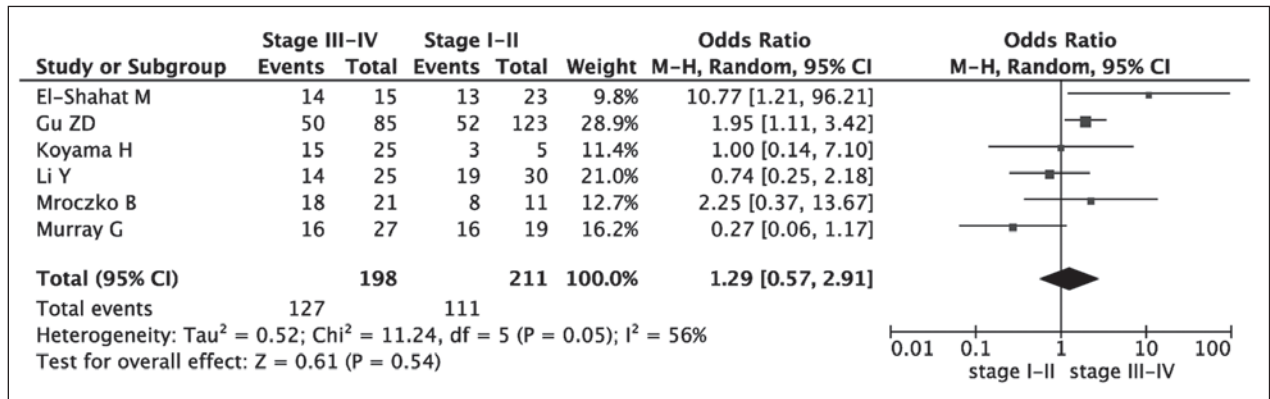 Stage III–IV Stage I–II Odds Ratio Odds Ratio
Study or Subgroup Events Total Events Total Weight M-H, Random, 95% CI M-H, Random, 95% CI
El-Shahat M 14 15 13 23 9.8% 10.77 [1.21, 96.21]
Gu ZD 50 85 52 123 28.9% 1.95 [1.11, 3.42]
Koyama H 15 25 3 5 11.4% 1.00 [0.14, 7.10]
Li Y 14 25 19 30 21.0% 0.74 [0.25, 2.18]
Mroczko B 18 21 8 11 12.7% 2.25 [0.37, 13.67]
Murray G 16 27 16 19 16.2% 0.27 [0.06, 1.17]
Total (95% CI) 198 211 100.0% 1.29 [0.57, 2.91]
Total events 127 111
Heterogeneity: Tau² = 0.52; Chi² = 11.24, df = 5 (P = 0.05); I² = 56%
Test for overall effect: Z = 0.61 (P = 0.54)
0.01 0.1 1 10 100
stage I–II stage III–IV